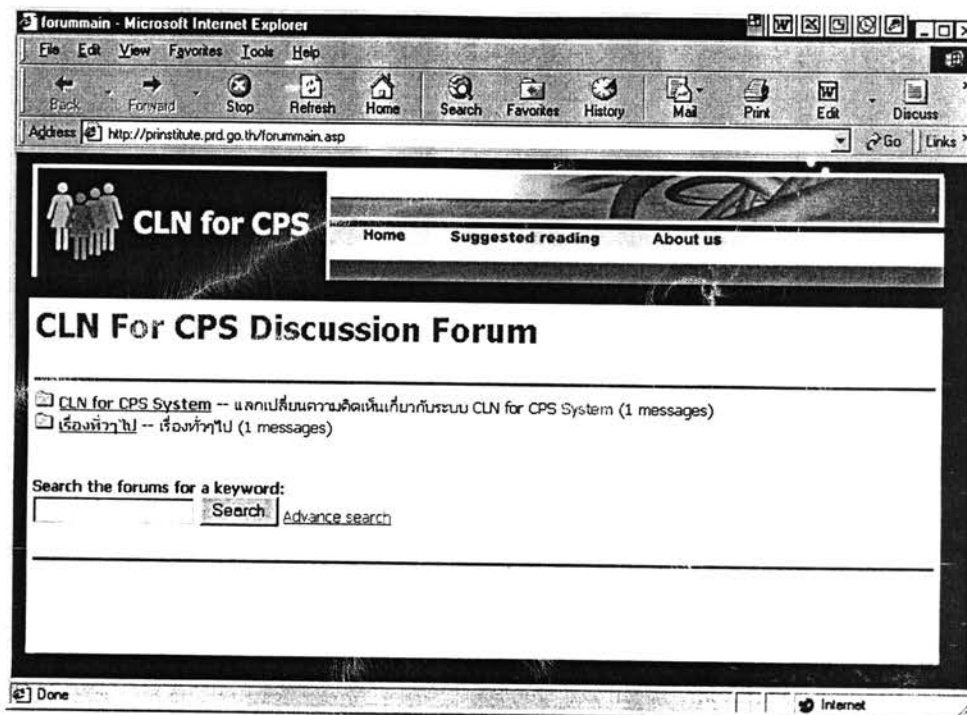 forummain - Microsoft Internet Explorer
File Edit View Favorites Tools Help
Back Forward Stop Refresh Home Search Favorites History Mail Print Edit Discuss
Address http://prinstitute.prd.go.th/forummain.asp Go Links
CLN for CPS
Home Suggested reading About us
CLN For CPS Discussion Forum
CLN for CPS System -- แลกเปลี่ยนความคิดเห็นเกี่ยวกับระบบ CLN for CPS System (1 messages)
เรื่องทั่วๆไป -- เรื่องทั่วๆไป (1 messages)
Search the forums for a keyword:
Search Advance search
Done Internet